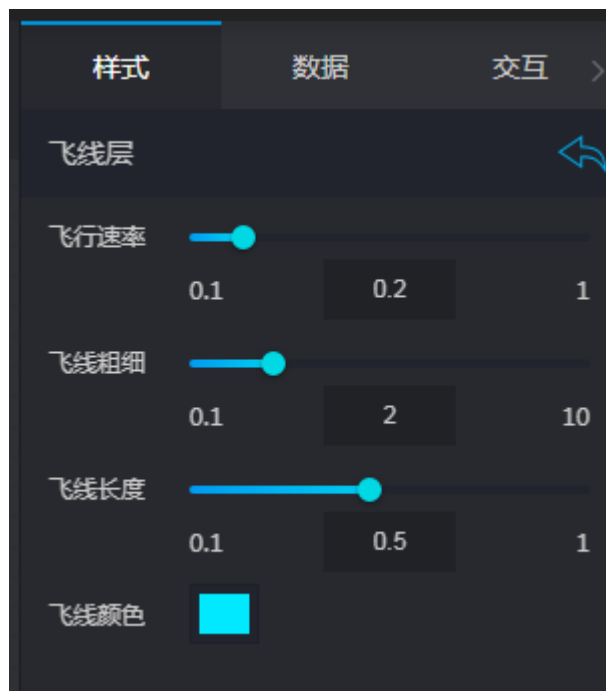 样式 数据 交互 >
飞线层
飞行速率
0.1 0.2 1
飞线粗细
0.1 2 10
飞线长度
0.1 0.5 1
飞线颜色